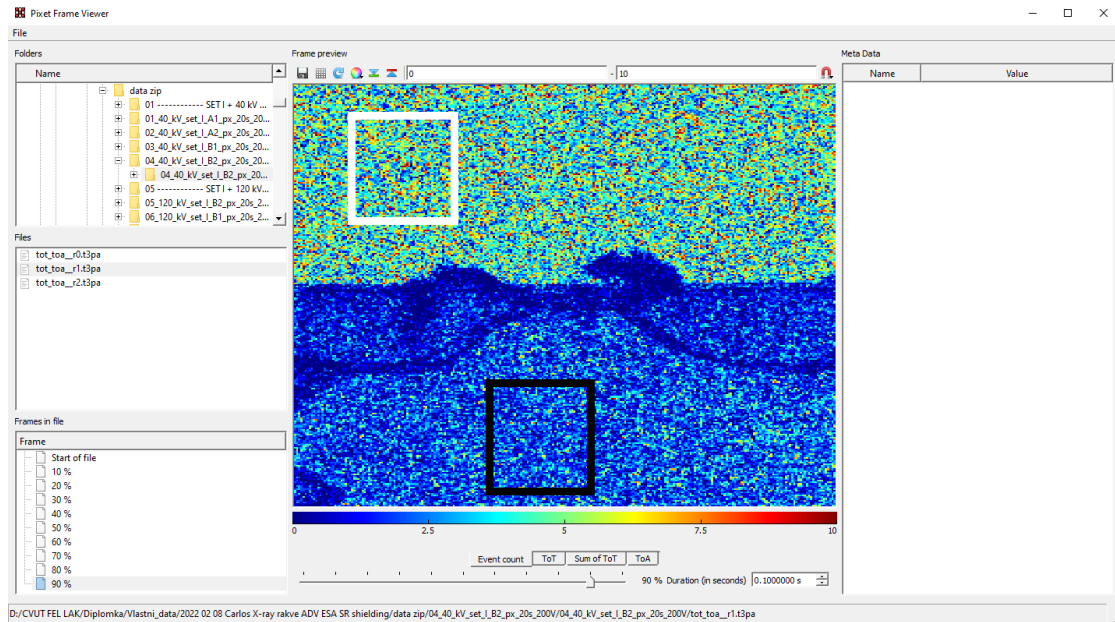 Pixet Frame Viewer
File
Folders
Name
data zip
01 ------------ SET I + 40 kV ...
01_40_kV_set_I_A1_px_20s_20...
02_40_kV_set_I_A2_px_20s_20...
03_40_kV_set_I_B1_px_20s_20...
04_40_kV_set_I_B2_px_20s_20...
04_40_kV_set_I_B2_px_20...
05 ------------ SET I + 120 kV...
05_120_kV_set_I_B2_px_20s_2...
06_120_kV_set_I_B1_px_20s_2...
Files
tot_toa__r0.t3pa
tot_toa__r1.t3pa
tot_toa__r2.t3pa
Frames in file
Frame
Start of file
10 %
20 %
30 %
40 %
50 %
60 %
70 %
80 %
90 %
Frame preview
0 - 10
0 2.5 5 7.5 10
Event count ToT Sum of ToT ToA
90 % Duration (in seconds) 0.1000000 s
Meta Data
Name Value
D:/CVUT FEL LAK/Diplomka/Vlastni_data/2022 02 08 Carlos X-ray rakve ADV ESA SR shielding/data zip/04_40_kV_set_I_B2_px_20s_200V/04_40_kV_set_I_B2_px_20s_200V/tot_toa__r1.t3pa